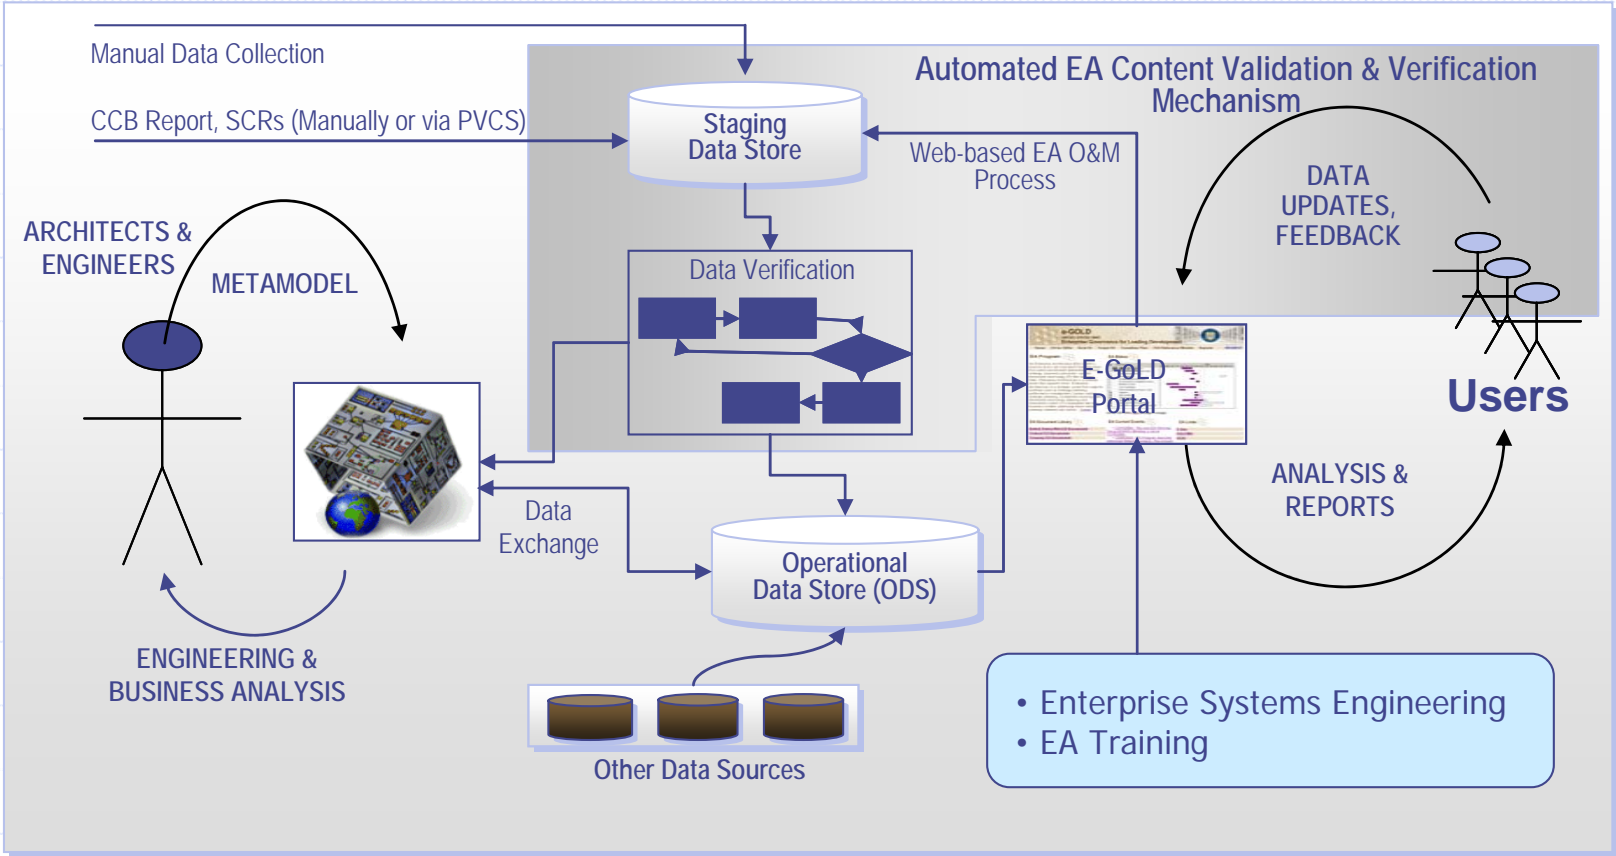 Manual Data Collection
Automated EA Content Validation & Verification
Mechanism
CCB Report, SCRs (Manually or via PVCS)
Staging
Data Store
Web-based EA O&M
Process
DATA
UPDATES,
FEEDBACK
ARCHITECTS &
ENGINEERS
METAMODEL
Data Verification
e-GOLD
E-GoLD
Portal
Users
ANALYSIS &
REPORTS
Data
Exchange
Operational
Data Store (ODS)
ENGINEERING &
BUSINESS ANALYSIS
Other Data Sources
• Enterprise Systems Engineering
• EA Training